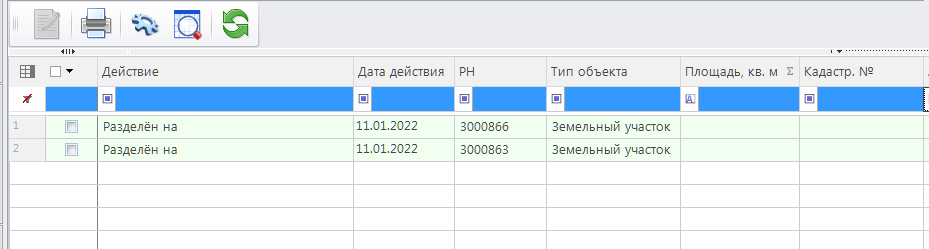 Действие Дата действия РН Тип объекта Площадь, кв. м Σ Кадастр. №
A
1 Разделён на 11.01.2022 3000866 Земельный участок
2 Разделён на 11.01.2022 3000863 Земельный участок